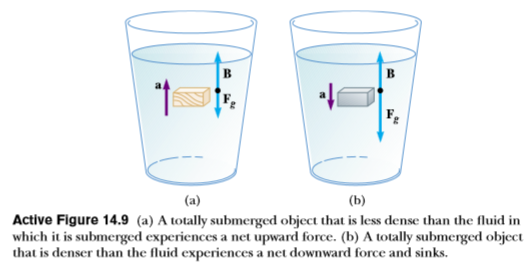 B
a
F_g
B
a
F_g
(a)
(b)
Active Figure 14.9 (a) A totally submerged object that is less dense than the fluid in
which it is submerged experiences a net upward force. (b) A totally submerged object
that is denser than the fluid experiences a net downward force and sinks.